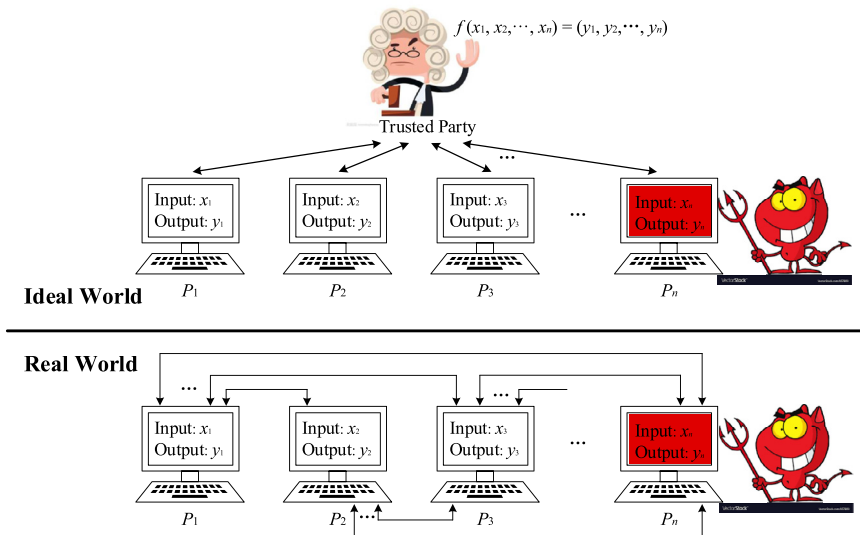 f (x₁, x₂,···, xₙ) = (y₁, y₂,···, yₙ)
Trusted Party
...
Input: x₁
Output: y₁
Input: x₂
Output: y₂
Input: x₃
Output: y₃
...
Input: xₙ
Output: yₙ
VectorStock
P₁
P₂
P₃
Pₙ
Ideal World
Real World
...
...
Input: x₁
Output: y₁
Input: x₂
Output: y₂
Input: x₃
Output: y₃
...
Input: xₙ
Output: yₙ
VectorStock
P₁
P₂
...
P₃
Pₙ